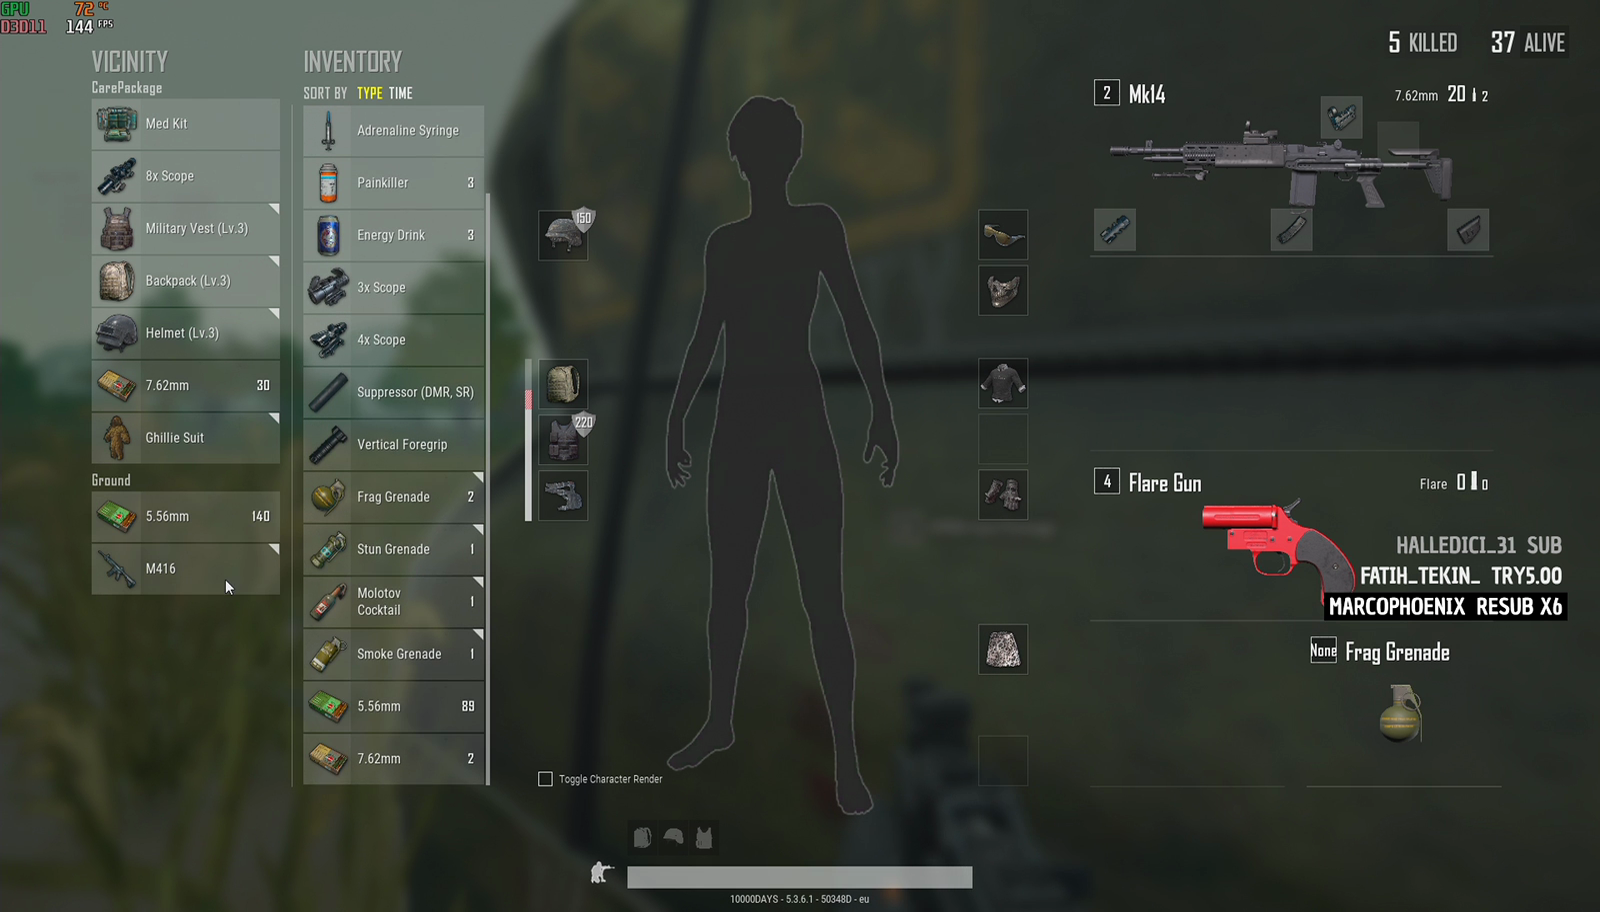 GPU 72 °C
D3D11 144 FPS
5 KILLED 37 ALIVE
VICINITY
CarePackage
Med Kit
8x Scope
Military Vest (Lv.3)
Backpack (Lv.3)
Helmet (Lv.3)
7.62mm 30
Ghillie Suit
Ground
5.56mm 140
M416
INVENTORY
SORT BY TYPE TIME
Adrenaline Syringe
Painkiller 3
Energy Drink 3
3x Scope
4x Scope
Suppressor (DMR, SR)
Vertical Foregrip
Frag Grenade 2
Stun Grenade 1
Molotov
Cocktail 1
Smoke Grenade 1
5.56mm 89
7.62mm 2
150
220
Toggle Character Render
2 Mk14 7.62mm 20 2
4 Flare Gun Flare 0 0
HALLEDICI_31 SUB
FATIH_TEKIN_ TRY5.00
MARCOPHOENIX RESUB X6
None Frag Grenade
10000DAYS - 5.3.6.1 - 50348D - eu